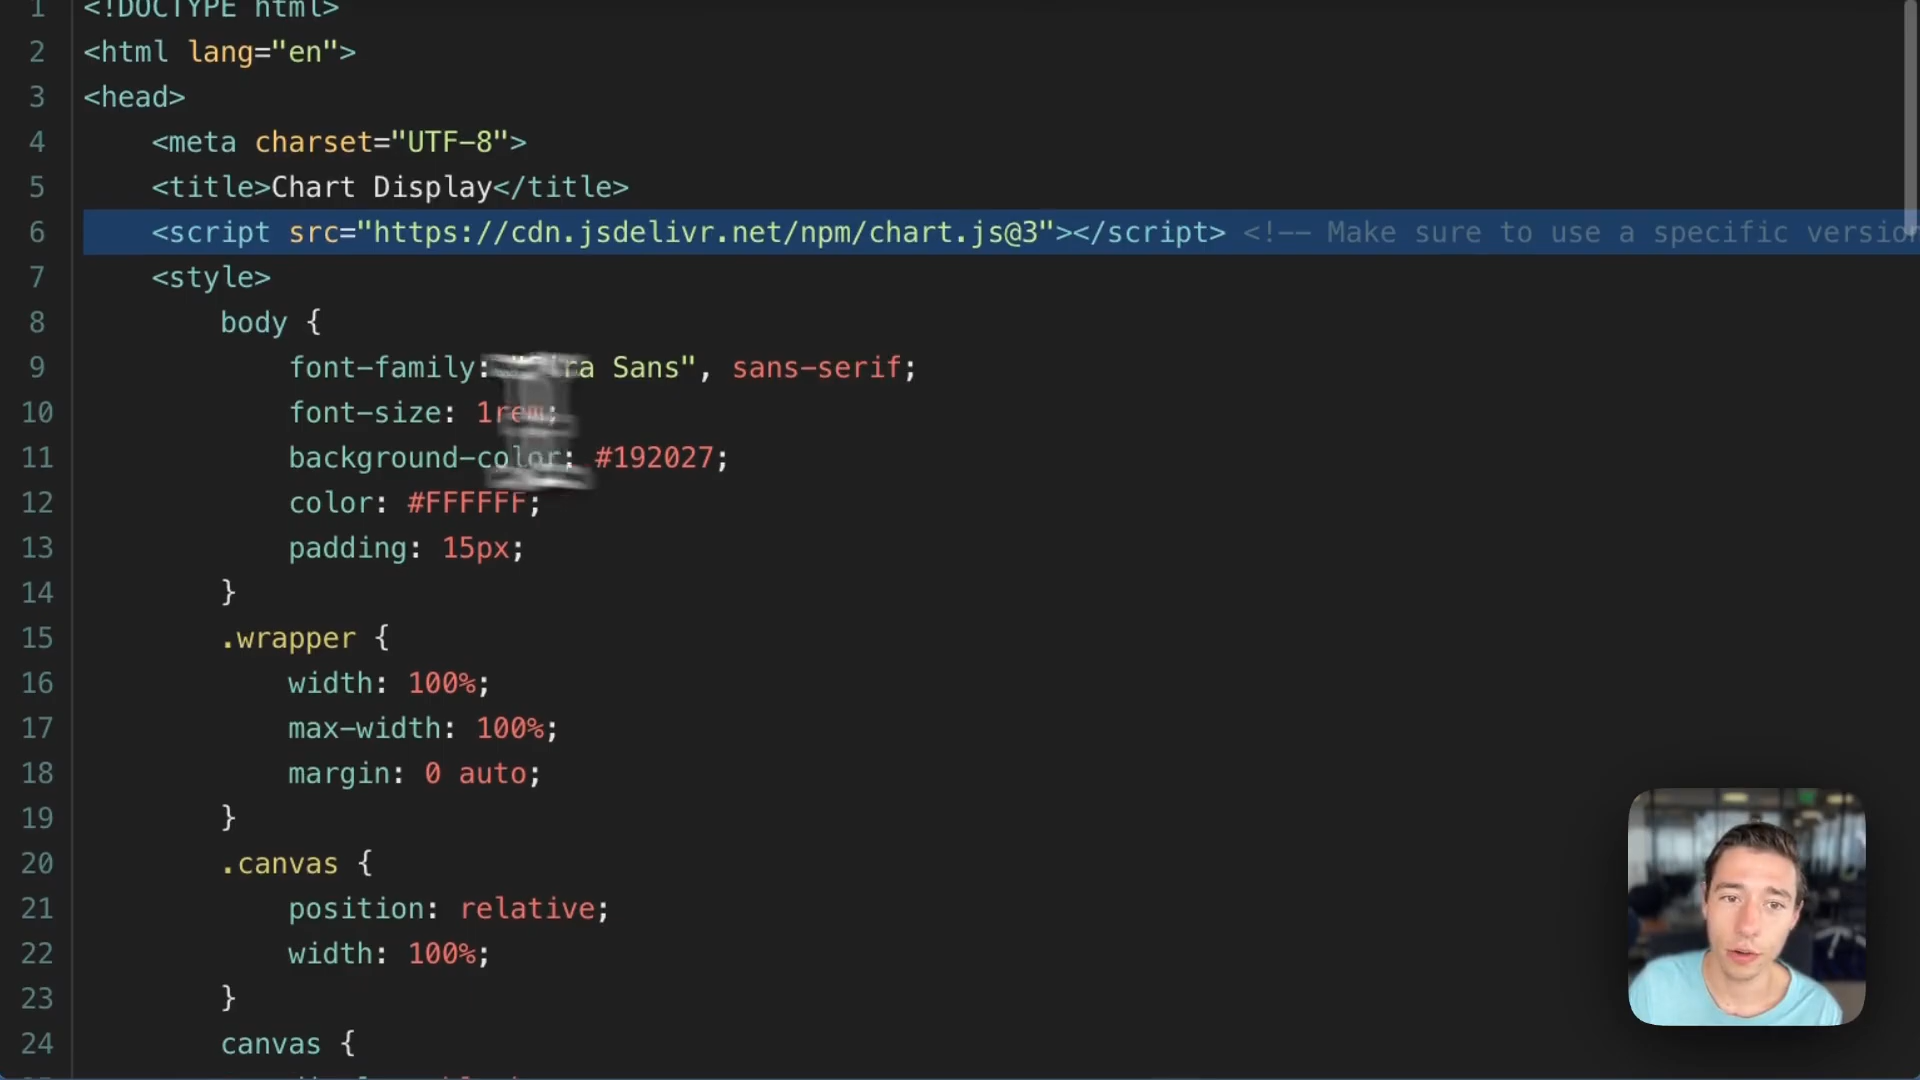 1 <!DOCTYPE html>
2 <html lang="en">
3 <head>
4 <meta charset="UTF-8">
5 <title>Chart Display</title>
6 <script src="https://cdn.jsdelivr.net/npm/chart.js@3"></script> <!-- Make sure to use a specific version
7 <style>
8 body {
9 font-family: Sans", sans-serif;
10 font-size: 1rem;
11 background-color: #192027;
12 color: #FFFFFF;
13 padding: 15px;
14 }
15 .wrapper {
16 width: 100%;
17 max-width: 100%;
18 margin: 0 auto;
19 }
20 .canvas {
21 position: relative;
22 width: 100%;
23 }
24 canvas {